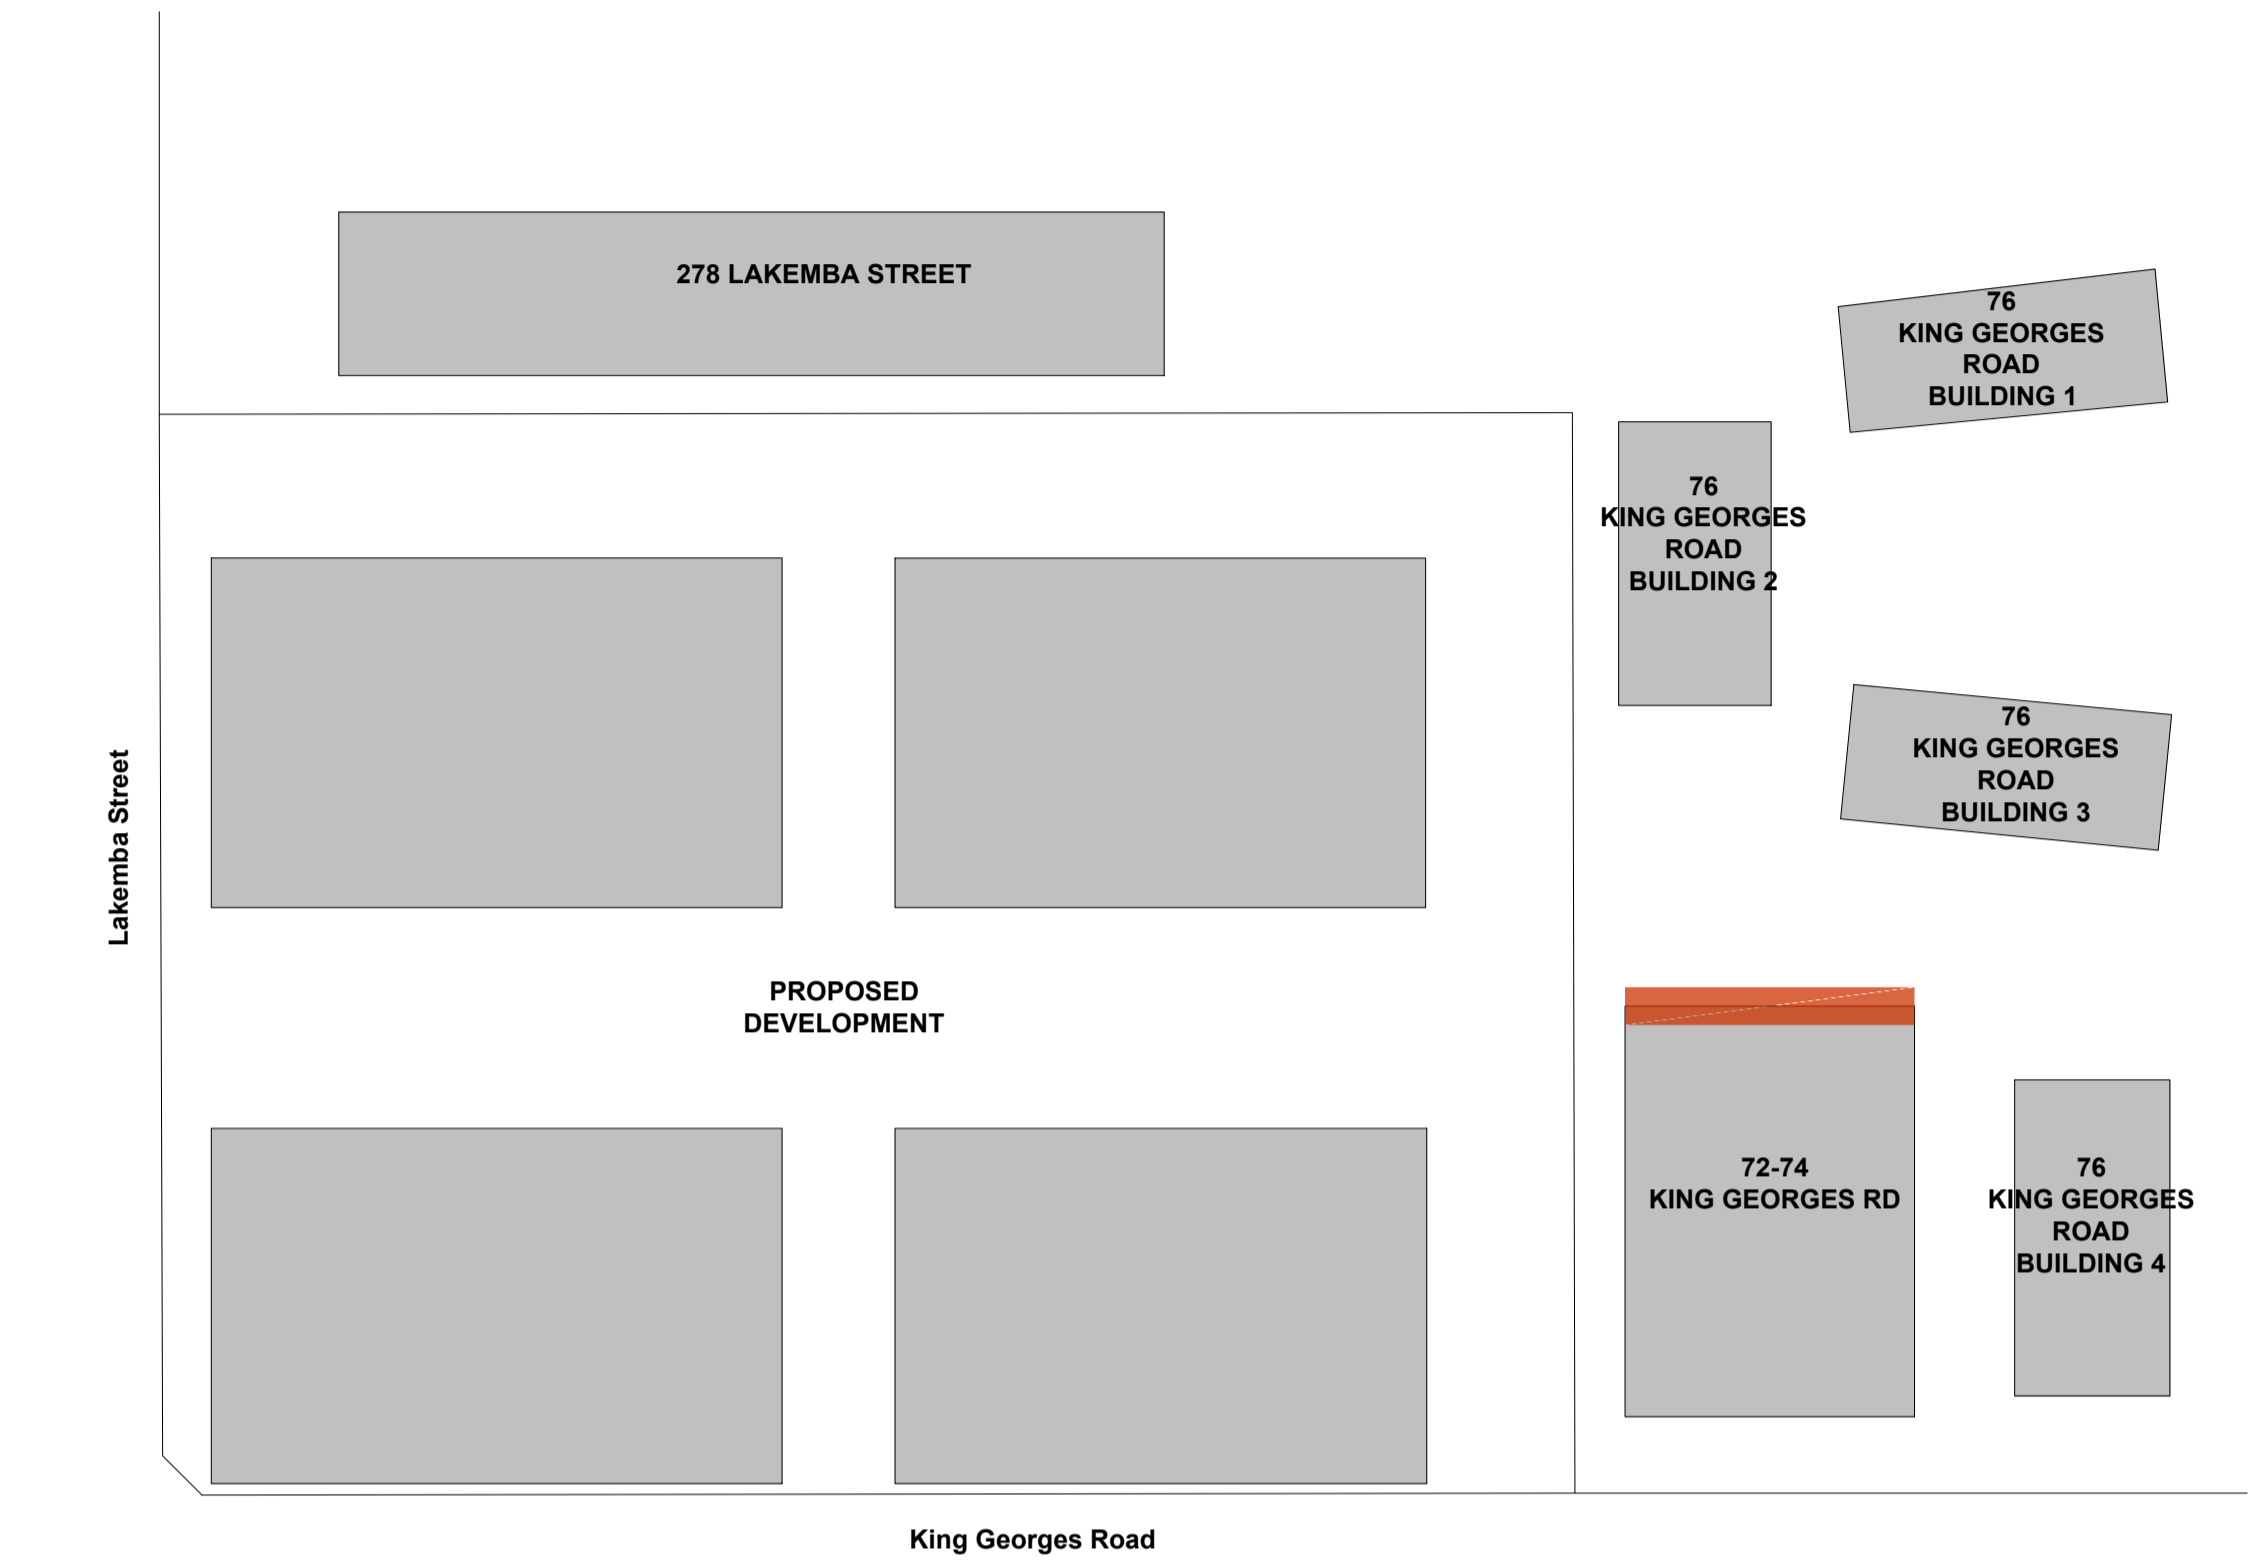 278 LAKEMBA STREET
76
KING GEORGES
ROAD
BUILDING 1
76
KING GEORGES
ROAD
BUILDING 2
76
KING GEORGES
ROAD
BUILDING 3
Lakemba Street
PROPOSED
DEVELOPMENT
72-74
KING GEORGES RD
76
KING GEORGES
ROAD
BUILDING 4
King Georges Road